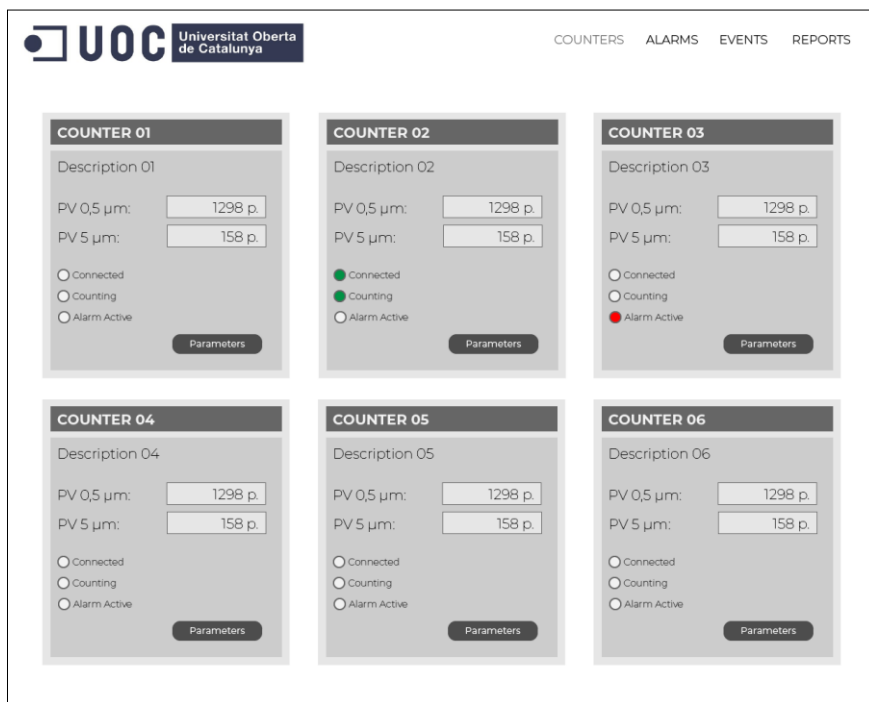 UOC Universitat Oberta de Catalunya
COUNTERS ALARMS EVENTS REPORTS
COUNTER 01
Description 01
PV 0,5 µm: 1298 p.
PV 5 µm: 158 p.
Connected
Counting
Alarm Active
Parameters
COUNTER 02
Description 02
PV 0,5 µm: 1298 p.
PV 5 µm: 158 p.
Connected
Counting
Alarm Active
Parameters
COUNTER 03
Description 03
PV 0,5 µm: 1298 p.
PV 5 µm: 158 p.
Connected
Counting
Alarm Active
Parameters
COUNTER 04
Description 04
PV 0,5 µm: 1298 p.
PV 5 µm: 158 p.
Connected
Counting
Alarm Active
Parameters
COUNTER 05
Description 05
PV 0,5 µm: 1298 p.
PV 5 µm: 158 p.
Connected
Counting
Alarm Active
Parameters
COUNTER 06
Description 06
PV 0,5 µm: 1298 p.
PV 5 µm: 158 p.
Connected
Counting
Alarm Active
Parameters